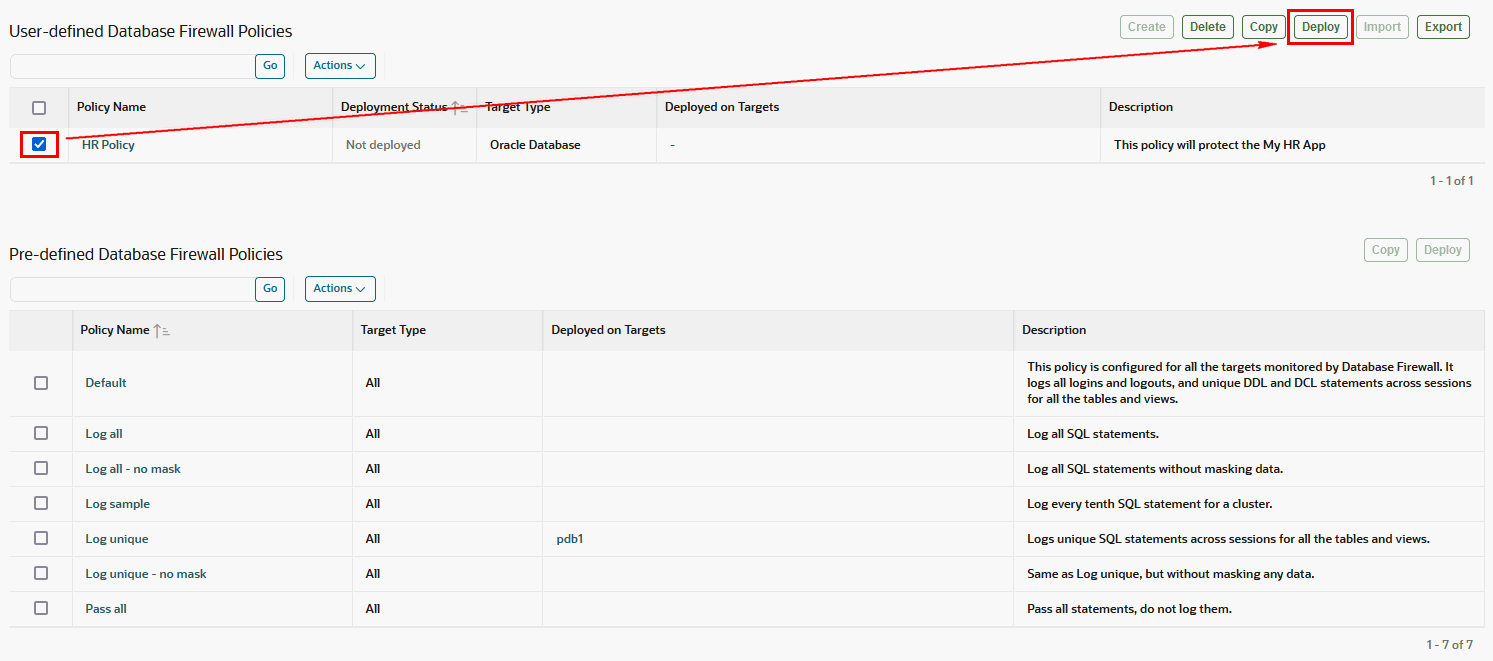 User-defined Database Firewall Policies
Create Delete Copy Deploy Import Export
Go Actions
Policy Name Deployment Status Target Type Deployed on Targets Description
HR Policy Not deployed Oracle Database - This policy will protect the My HR App
1 - 1 of 1
Pre-defined Database Firewall Policies
Copy Deploy
Go Actions
Policy Name Target Type Deployed on Targets Description
Default All This policy is configured for all the targets monitored by Database Firewall. It
logs all logins and logouts, and unique DDL and DCL statements across sessions
for all the tables and views.
Log all All Log all SQL statements.
Log all - no mask All Log all SQL statements without masking data.
Log sample All Log every tenth SQL statement for a cluster.
Log unique All pdb1 Logs unique SQL statements across sessions for all the tables and views.
Log unique - no mask All Same as Log unique, but without masking any data.
Pass all All Pass all statements, do not log them.
1 - 7 of 7